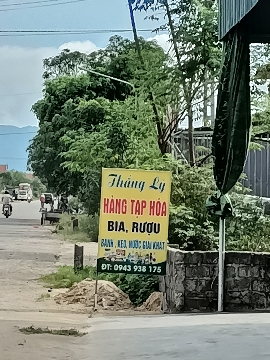 Thắng Ly
HÀNG TẠP HÓA
BIA, RƯỢU
BÁNH, KẸO, NƯỚC GIẢI KHÁT
ĐT: 0943 938 175